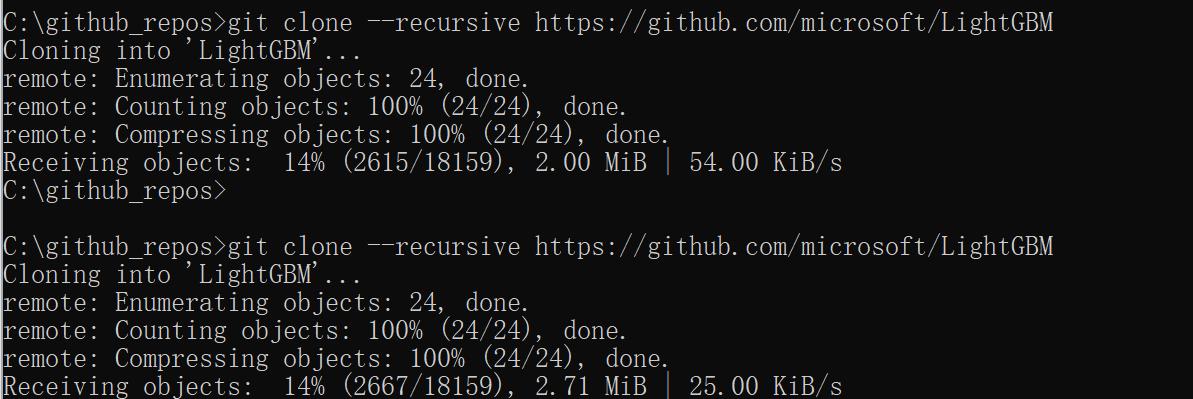 C:\github_repos>git clone --recursive https://github.com/microsoft/LightGBM
Cloning into 'LightGBM'...
remote: Enumerating objects: 24, done.
remote: Counting objects: 100% (24/24), done.
remote: Compressing objects: 100% (24/24), done.
Receiving objects:  14% (2615/18159), 2.00 MiB | 54.00 KiB/s
C:\github_repos>
C:\github_repos>git clone --recursive https://github.com/microsoft/LightGBM
Cloning into 'LightGBM'...
remote: Enumerating objects: 24, done.
remote: Counting objects: 100% (24/24), done.
remote: Compressing objects: 100% (24/24), done.
Receiving objects:  14% (2667/18159), 2.71 MiB | 25.00 KiB/s